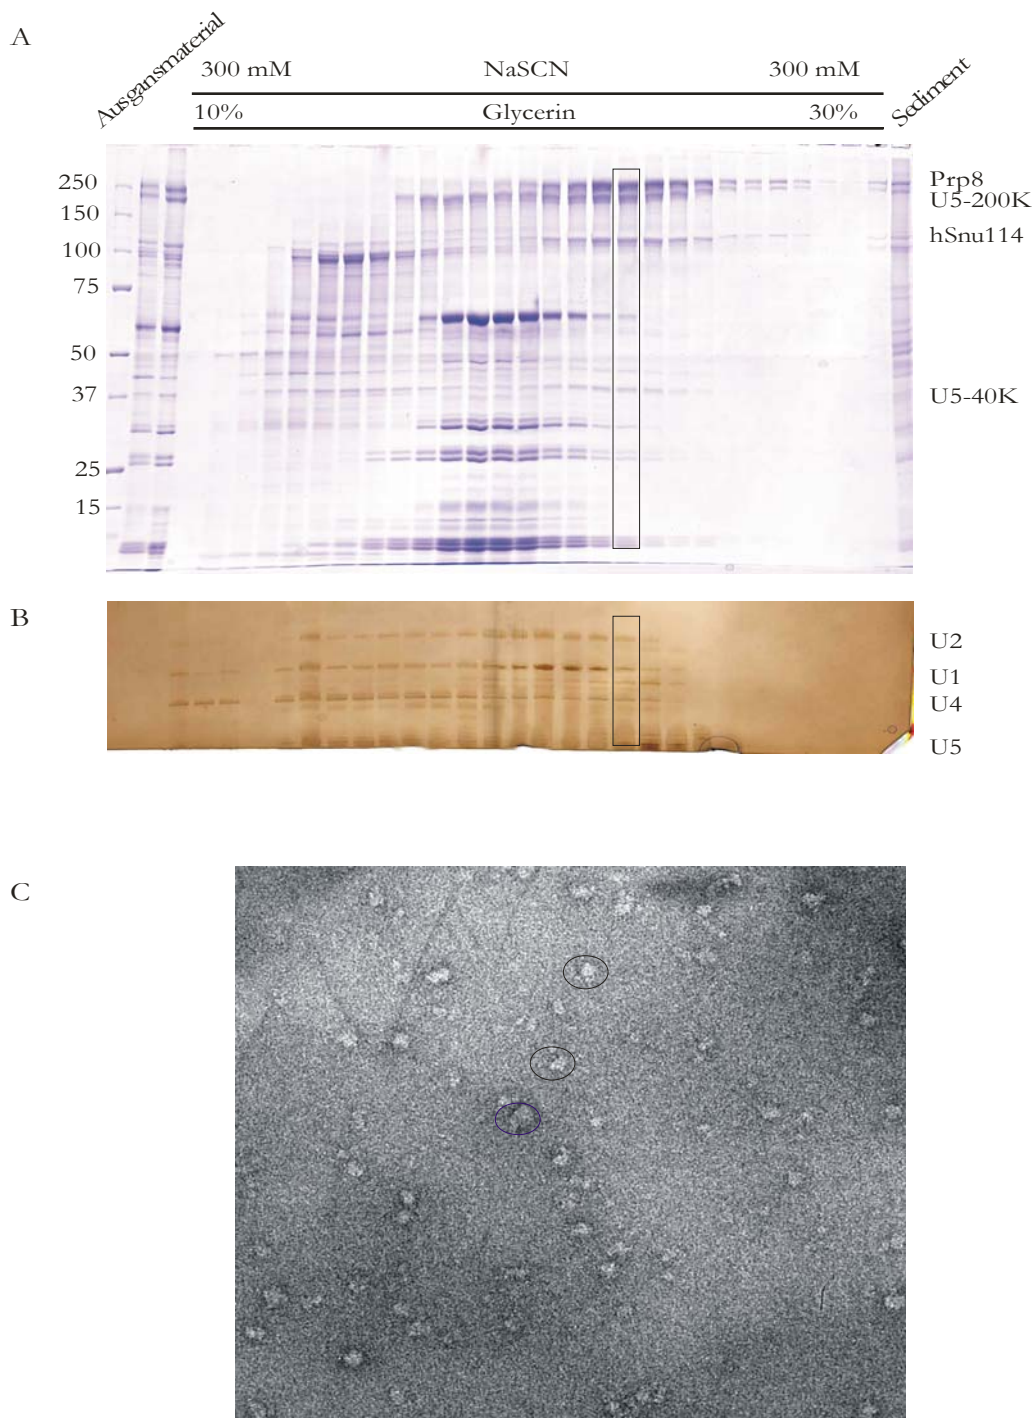 A
Ausgansmaterial
300 mM NaSCN 300 mM
Sediment
10% Glycerin 30%
250
150
100
75
50
37
25
15
Prp8
U5-200K
hSnu114
U5-40K
B
U2
U1
U4
U5
C